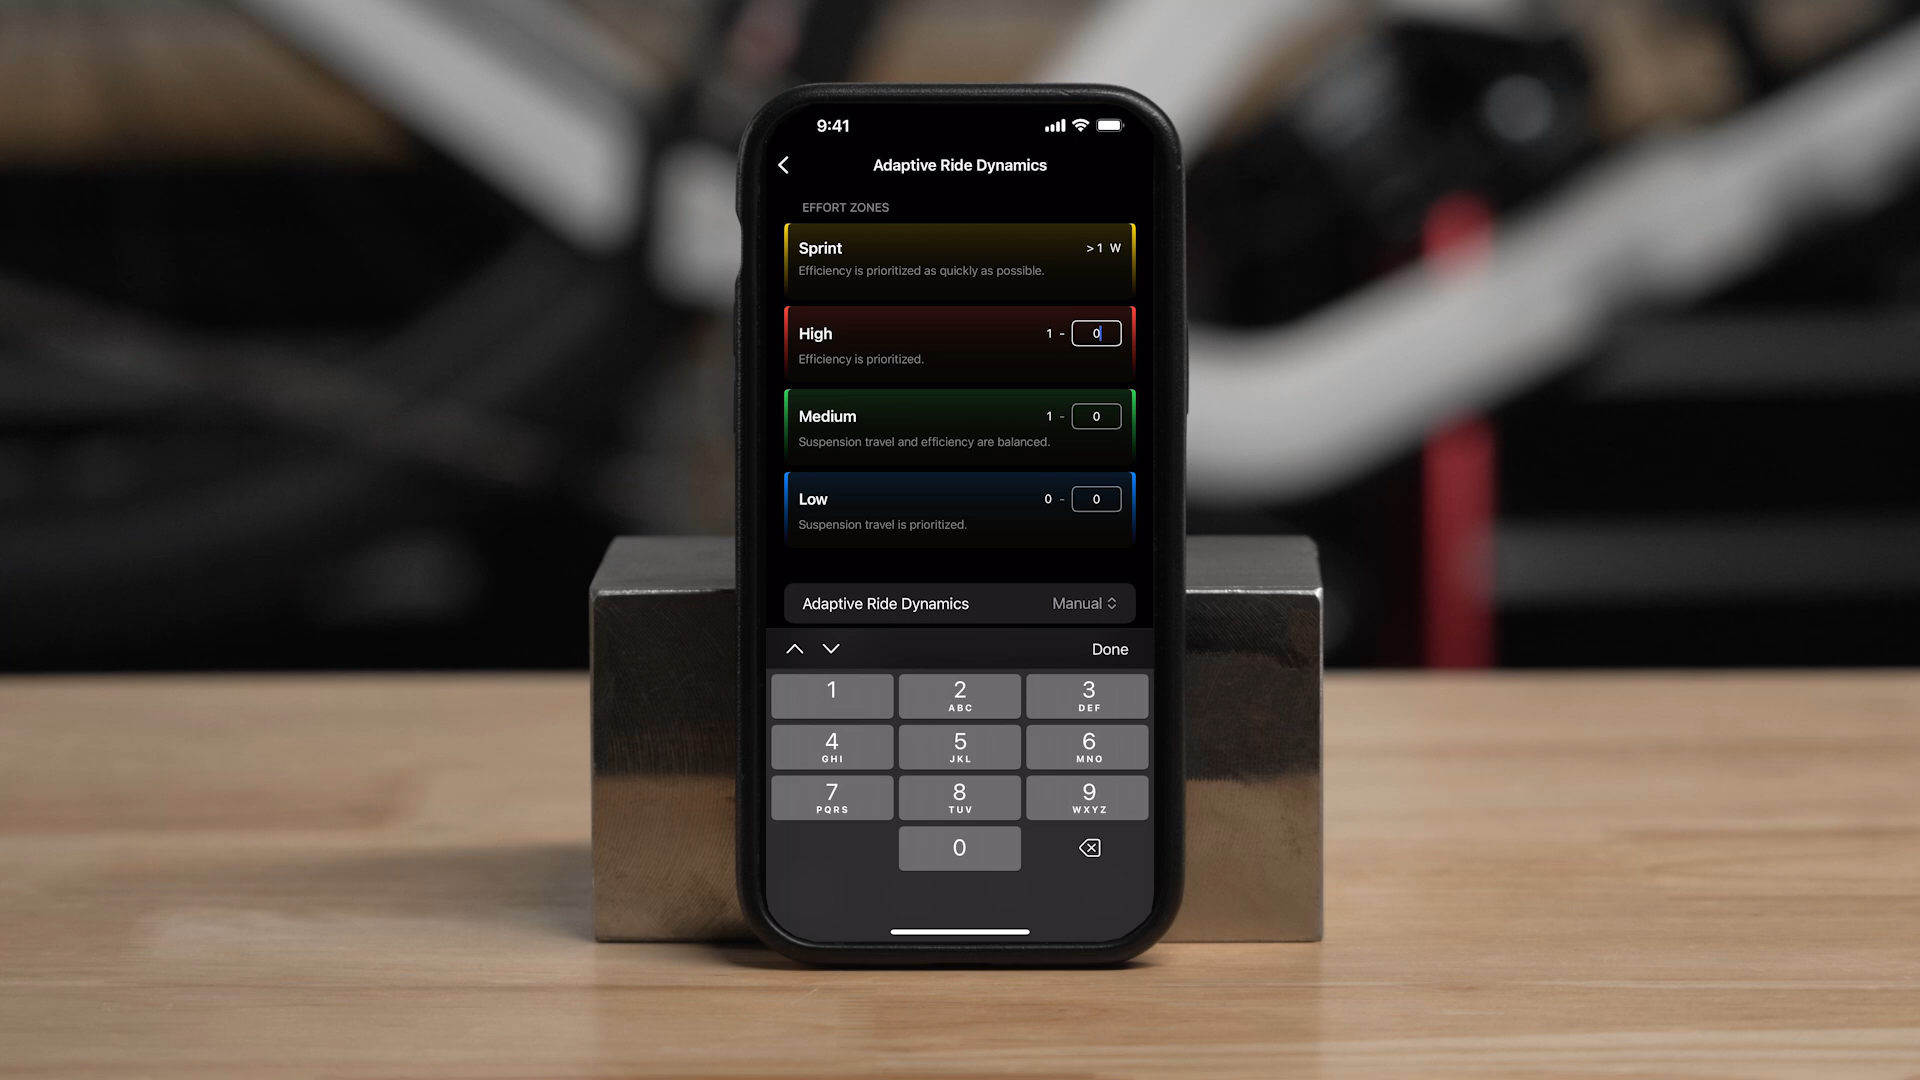 9:41
Adaptive Ride Dynamics
EFFORT ZONES
Sprint >1 W
Efficiency is prioritized as quickly as possible.
High 1 - 0
Efficiency is prioritized.
Medium 1 - 0
Suspension travel and efficiency are balanced.
Low 0 - 0
Suspension travel is prioritized.
Adaptive Ride Dynamics Manual
Done
1 2 3
ABC DEF
4 5 6
GHI JKL MNO
7 8 9
PQRS TUV WXYZ
0